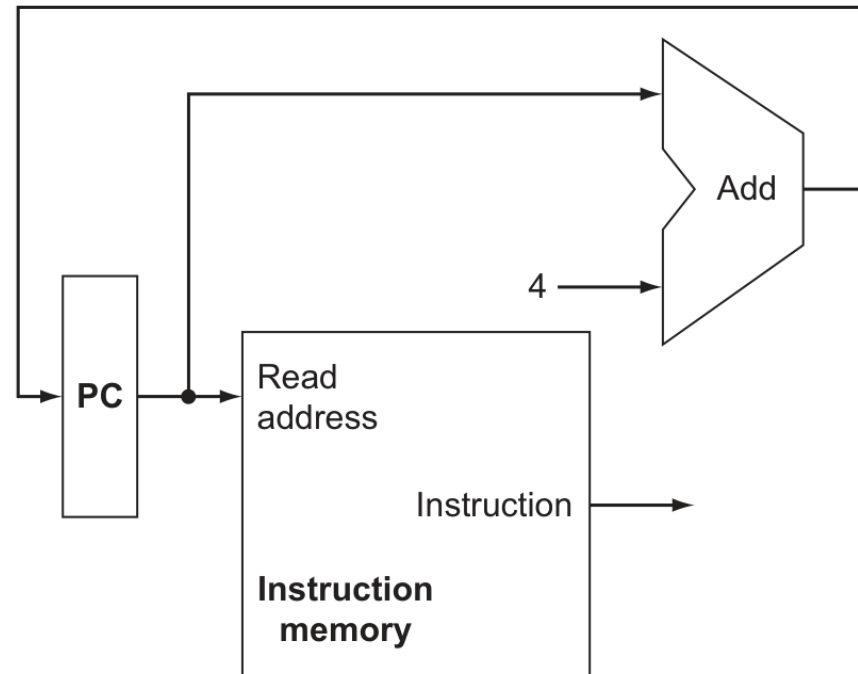 Add
4
PC
Read
address
Instruction
Instruction
memory